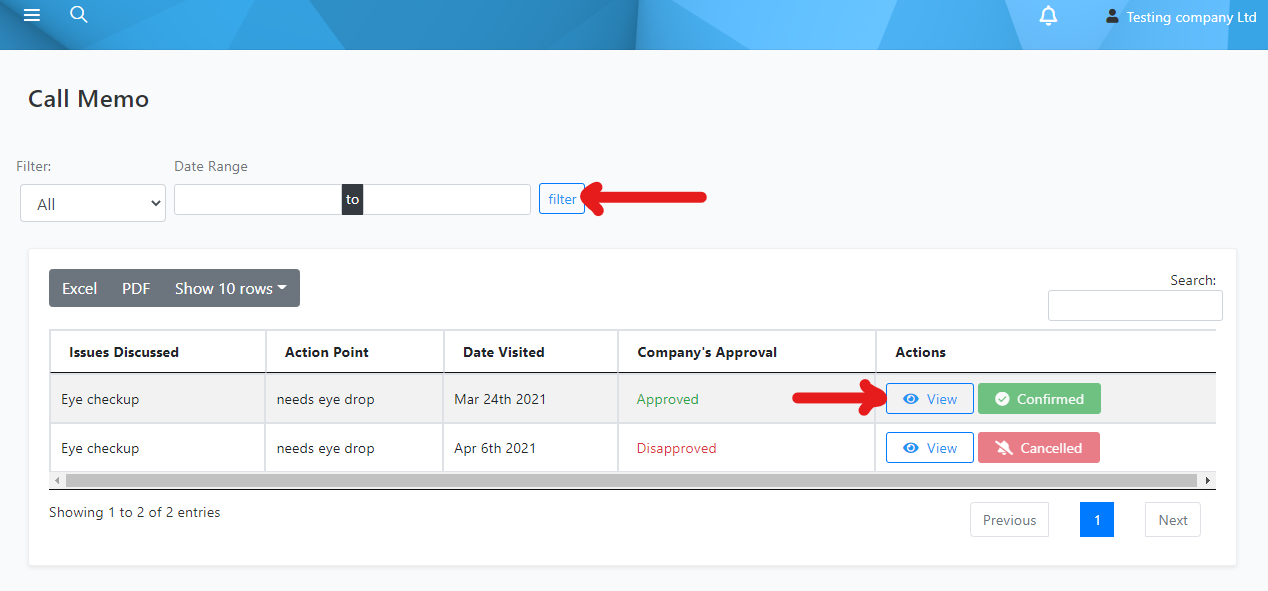 Testing company Ltd
Call Memo
Filter:
Date Range
All
to
filter
Excel PDF Show 10 rows
Search:
Issues Discussed Action Point Date Visited Company's Approval Actions
Eye checkup needs eye drop Mar 24th 2021 Approved View Confirmed
Eye checkup needs eye drop Apr 6th 2021 Disapproved View Cancelled
Showing 1 to 2 of 2 entries
Previous 1 Next